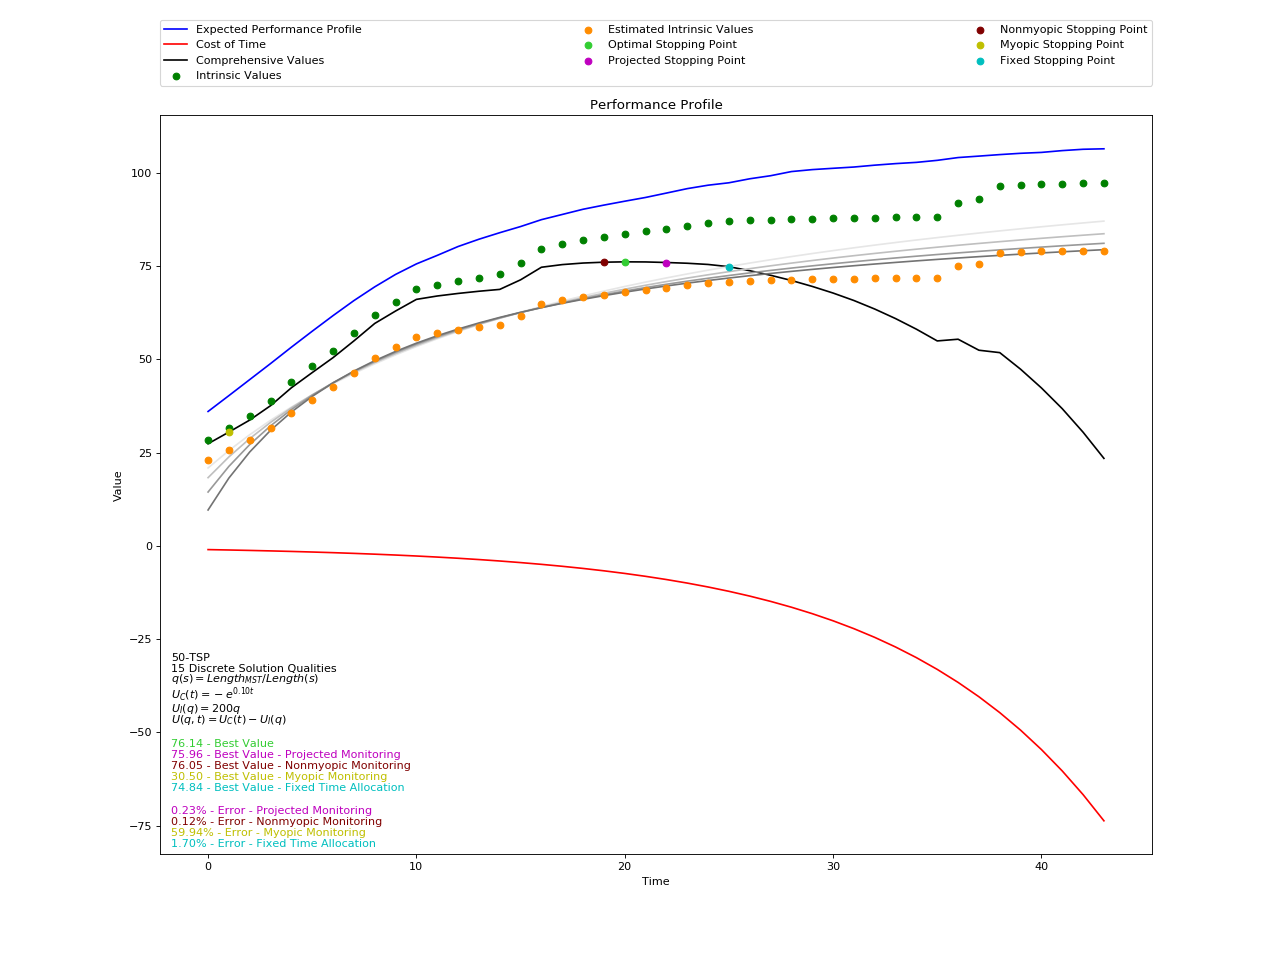 Expected Performance Profile
Cost of Time
Comprehensive Values
Intrinsic Values
Estimated Intrinsic Values
Optimal Stopping Point
Projected Stopping Point
Nonmyopic Stopping Point
Myopic Stopping Point
Fixed Stopping Point
Performance Profile
100
75
50
25
0
−25
−50
−75
Value
50-TSP
15 Discrete Solution Qualities
q(s) = Length_MST/Length(s)
U_C(t) = −e^{0.10t}
U_I(q) = 200q
U(q, t) = U_C(t) − U_I(q)
76.14 - Best Value
75.96 - Best Value - Projected Monitoring
76.05 - Best Value - Nonmyopic Monitoring
30.50 - Best Value - Myopic Monitoring
74.84 - Best Value - Fixed Time Allocation
0.23% - Error - Projected Monitoring
0.12% - Error - Nonmyopic Monitoring
59.94% - Error - Myopic Monitoring
1.70% - Error - Fixed Time Allocation
0 10 20 30 40
Time